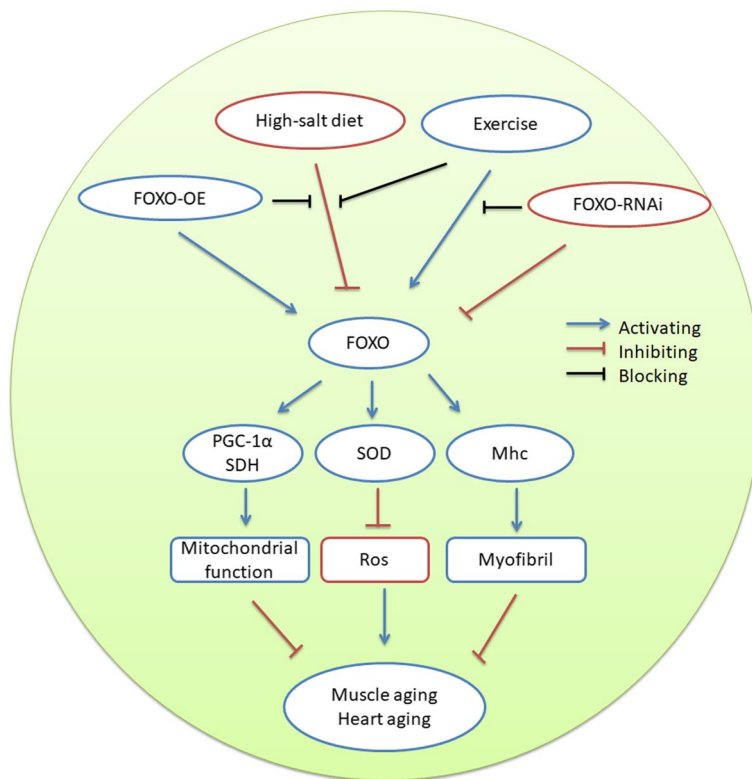 High-salt diet
Exercise
FOXO-OE
FOXO-RNAi
FOXO
Activating
Inhibiting
Blocking
PGC-1α
SDH
SOD
Mhc
Mitochondrial
function
Ros
Myofibril
Muscle aging
Heart aging